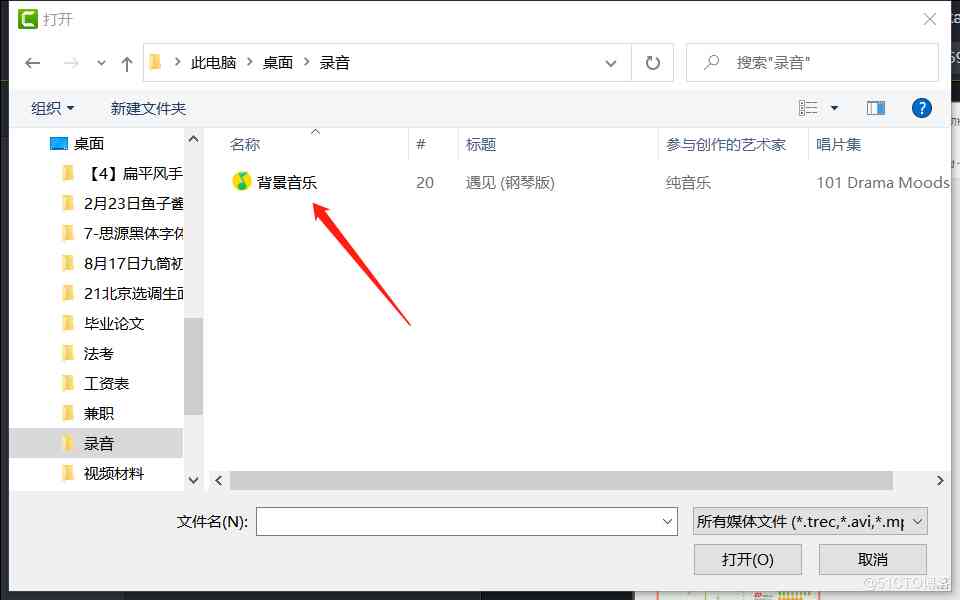 打开
此电脑 桌面 录音
搜索"录音"
组织 新建文件夹
桌面
【4】扁平风手
2月23日鱼子酱
7-思源黑体字体
8月17日九筒初
21北京选调生面
毕业论文
法考
工资表
兼职
录音
视频材料
名称 # 标题 参与创作的艺术家 唱片集
背景音乐 20 遇见 (钢琴版) 纯音乐 101 Drama Moods
文件名(N):
所有媒体文件 (*.trec,*.avi,*.mp
打开(O) 取消
@51CTO博客